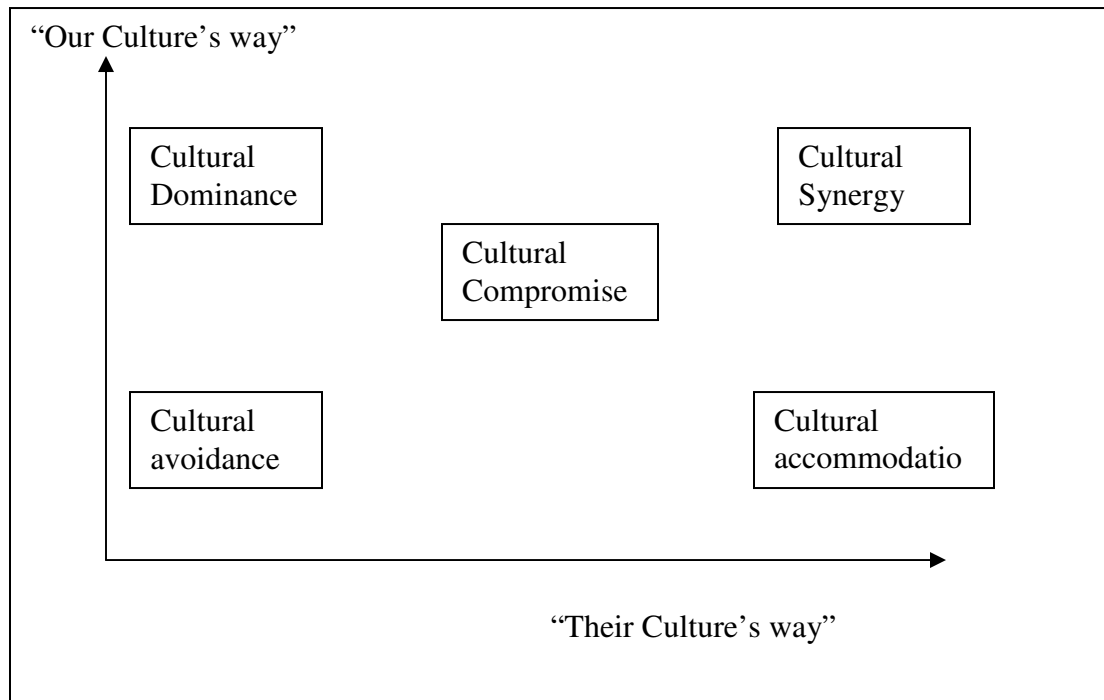 “Our Culture’s way”
Cultural
Dominance
Cultural
Synergy
Cultural
Compromise
Cultural
avoidance
Cultural
accommodatio
“Their Culture’s way”